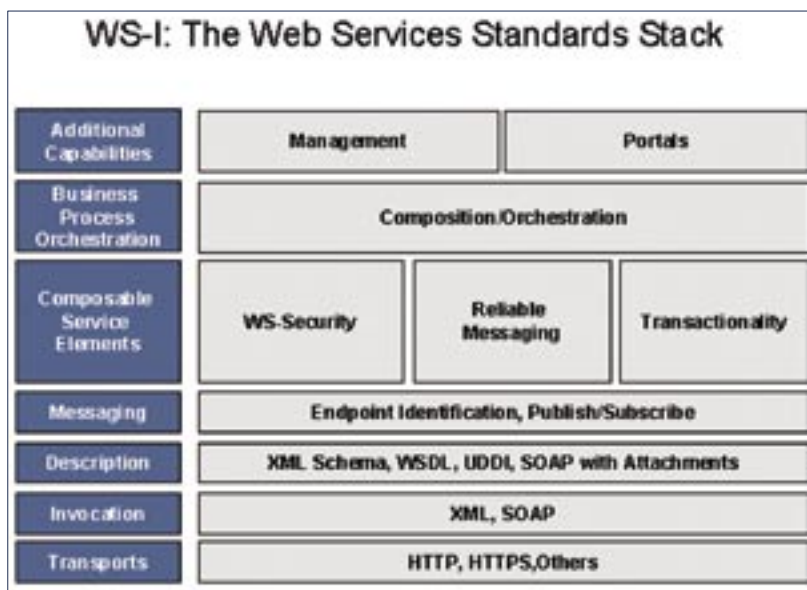 WS-I: The Web Services Standards Stack
Additional
Capabilities
Management
Portals
Business
Process
Orchestration
Composition/Orchestration
Composable
Service
Elements
WS-Security
Reliable
Messaging
Transactionality
Messaging
Endpoint Identification, Publish/Subscribe
Description
XML Schema, WSDL, UDDI, SOAP with Attachments
Invocation
XML, SOAP
Transports
HTTP, HTTPS,Others